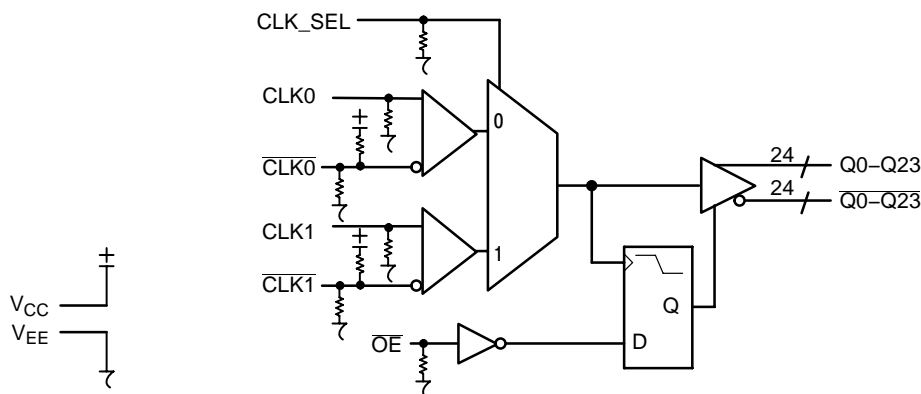 CLK_SEL
CLK0
0
CLK0
24
Q0–Q23
24
Q0–Q23
CLK1
1
CLK1
VCC
VEE
Q
OE
D